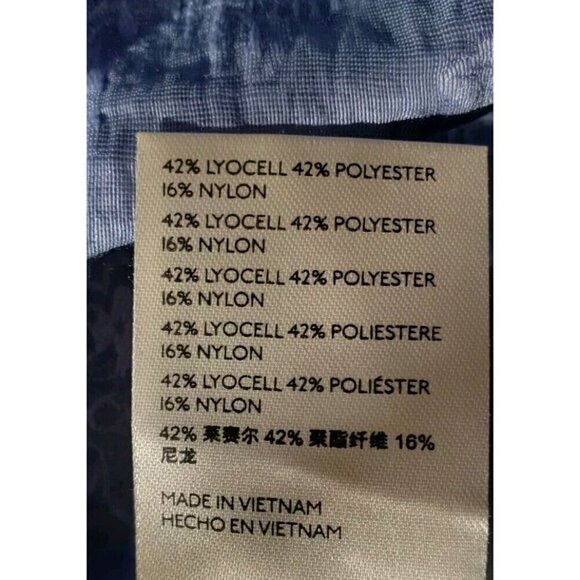 42% LYOCELL 42% POLYESTER
16% NYLON
42% LYOCELL 42% POLYESTER
16% NYLON
42% LYOCELL 42% POLYESTER
16% NYLON
42% LYOCELL 42% POLIESTERE
16% NYLON
42% LYOCELL 42% POLIÉSTER
16% NYLON
42% 莱赛尔 42% 聚酯纤维 16%
尼龙
MADE IN VIETNAM
HECHO EN VIETNAM